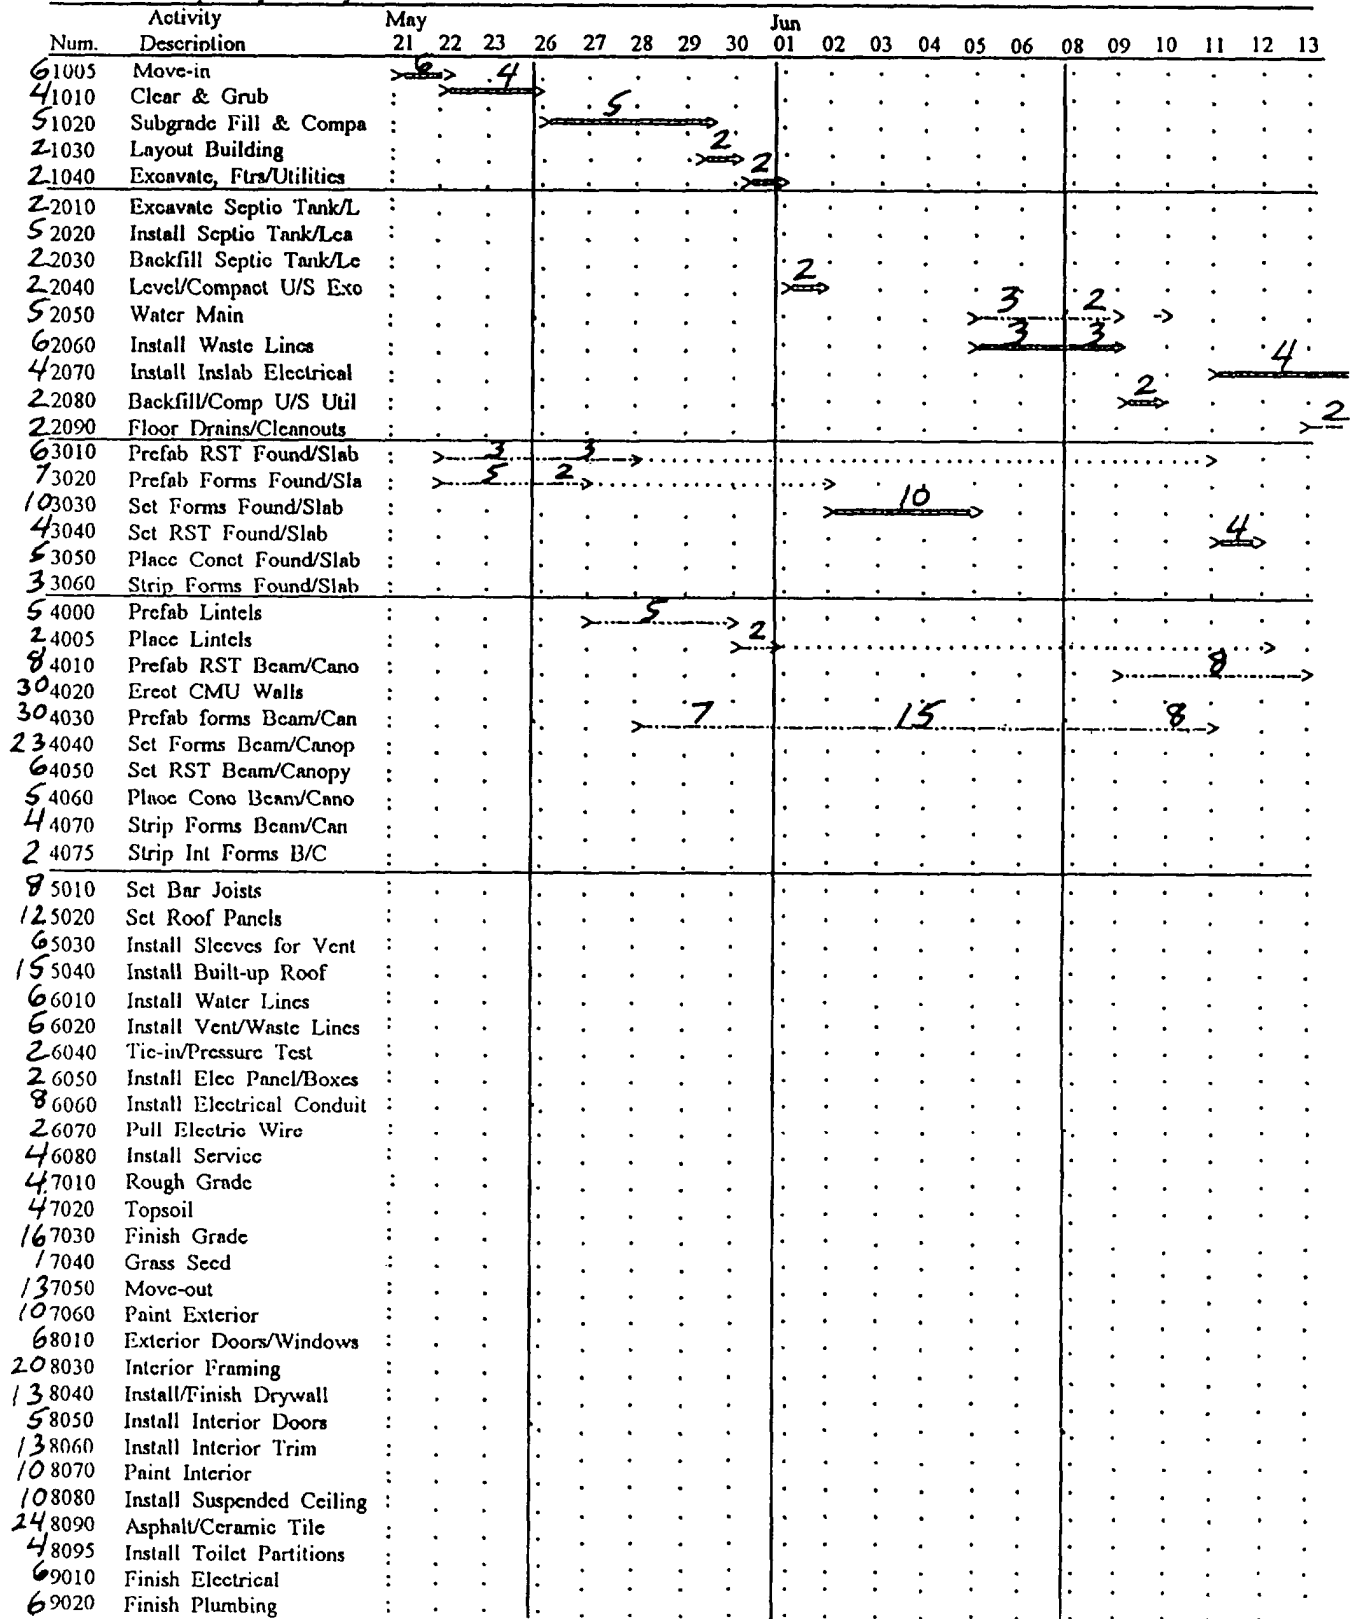 Activity May Jun
Num. Description 21 22 23 26 27 28 29 30 01 02 03 04 05 06 08 09 10 11 12 13
6 1005 Move-in 6 4
4 1010 Clear & Grub
5 1020 Subgrade Fill & Compa 5
2 1030 Layout Building 2
2 1040 Excavate, Ftrs/Utilities 2
2 2010 Excavate Septic Tank/L
5 2020 Install Septic Tank/Lea
2 2030 Backfill Septic Tank/Le
2 2040 Level/Compact U/S Exc 2
5 2050 Water Main 3 2
6 2060 Install Waste Lines 3 3
4 2070 Install Inslab Electrical 4
2 2080 Backfill/Comp U/S Util 2
2 2090 Floor Drains/Cleanouts 2
6 3010 Prefab RST Found/Slab 3 3
7 3020 Prefab Forms Found/Sla 5 2
10 3030 Set Forms Found/Slab 10
4 3040 Set RST Found/Slab 4
5 3050 Place Conct Found/Slab
3 3060 Strip Forms Found/Slab
5 4000 Prefab Lintels 5
2 4005 Place Lintels 2
8 4010 Prefab RST Beam/Cano 8
30 4020 Erect CMU Walls
30 4030 Prefab forms Beam/Can 7 15 8
23 4040 Set Forms Beam/Canop
6 4050 Set RST Beam/Canopy
5 4060 Place Conc Beam/Cano
4 4070 Strip Forms Beam/Can
2 4075 Strip Int Forms B/C
8 5010 Set Bar Joists
12 5020 Set Roof Panels
6 5030 Install Sleeves for Vent
15 5040 Install Built-up Roof
6 6010 Install Water Lines
6 6020 Install Vent/Waste Lines
2 6040 Tie-in/Pressure Test
2 6050 Install Elec Panel/Boxes
8 6060 Install Electrical Conduit
2 6070 Pull Electric Wire
4 6080 Install Service
4 7010 Rough Grade
4 7020 Topsoil
16 7030 Finish Grade
1 7040 Grass Seed
13 7050 Move-out
10 7060 Paint Exterior
6 8010 Exterior Doors/Windows
20 8030 Interior Framing
13 8040 Install/Finish Drywall
5 8050 Install Interior Doors
13 8060 Install Interior Trim
10 8070 Paint Interior
10 8080 Install Suspended Ceiling
24 8090 Asphalt/Ceramic Tile
4 8095 Install Toilet Partitions
6 9010 Finish Electrical
6 9020 Finish Plumbing